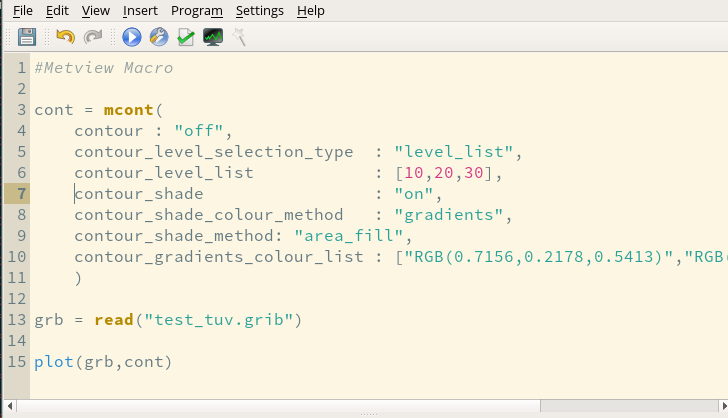 File Edit View Insert Program Settings Help
1 #Metview Macro
2
3 cont = mcont(
4 contour : "off",
5 contour_level_selection_type : "level_list",
6 contour_level_list : [10,20,30],
7 contour_shade : "on",
8 contour_shade_colour_method : "gradients",
9 contour_shade_method: "area_fill",
10 contour_gradients_colour_list : ["RGB(0.7156,0.2178,0.5413)","RGB(
11 )
12
13 grb = read("test_tuv.grib")
14
15 plot(grb,cont)